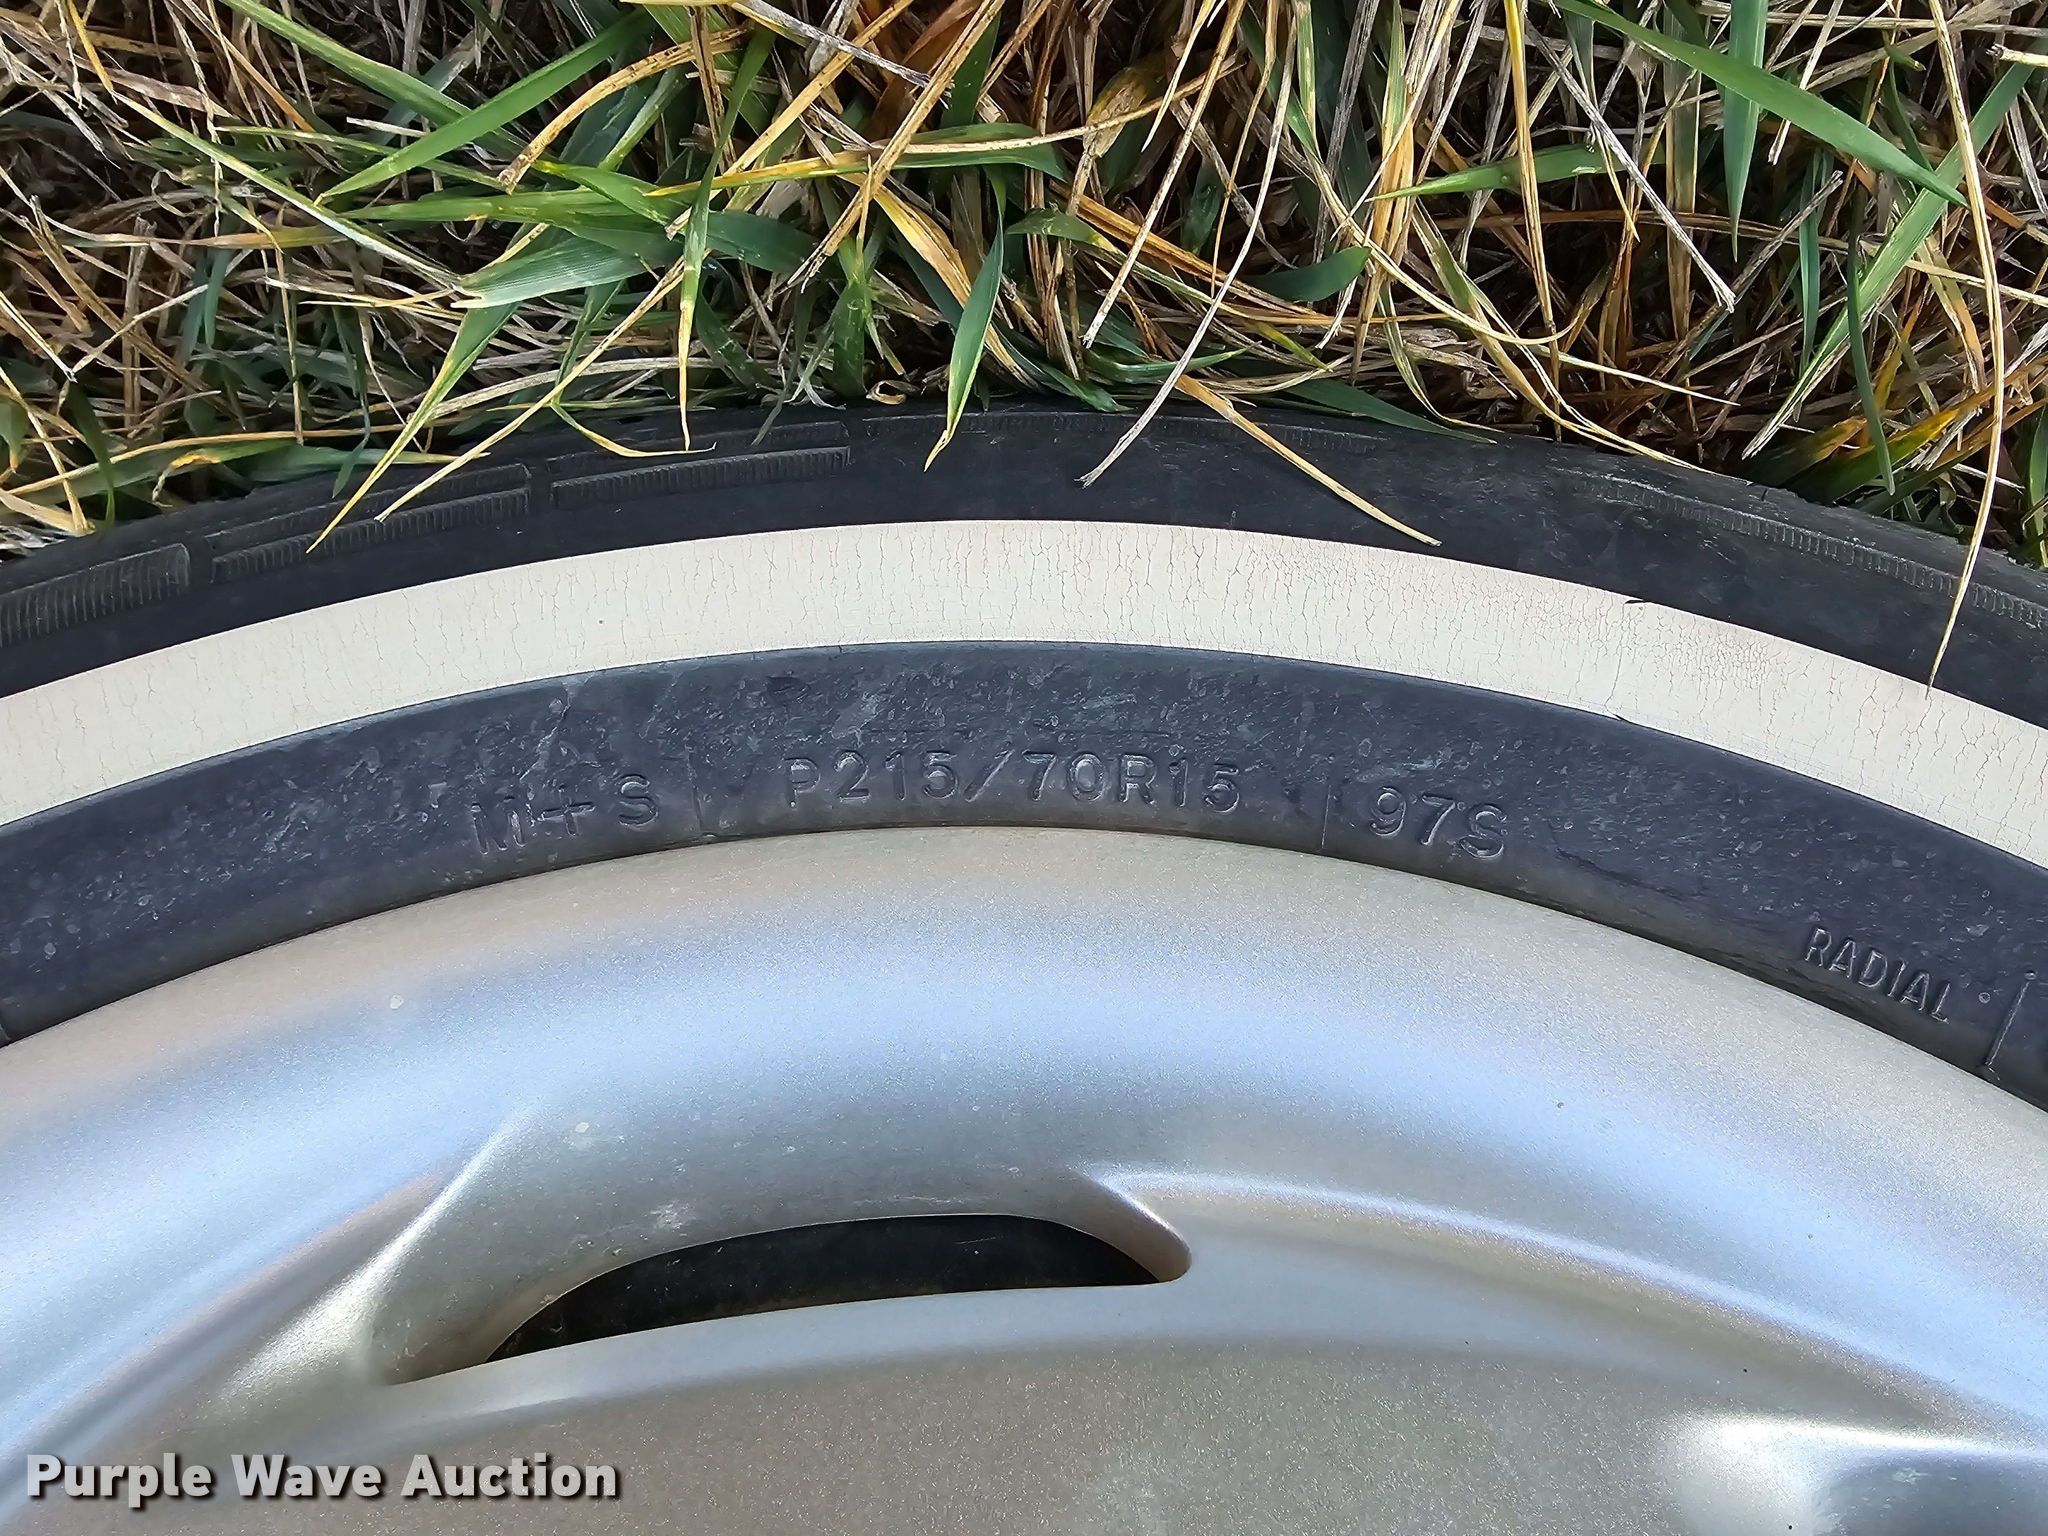 M+S P215/70R15 97S
RADIAL
Purple Wave Auction